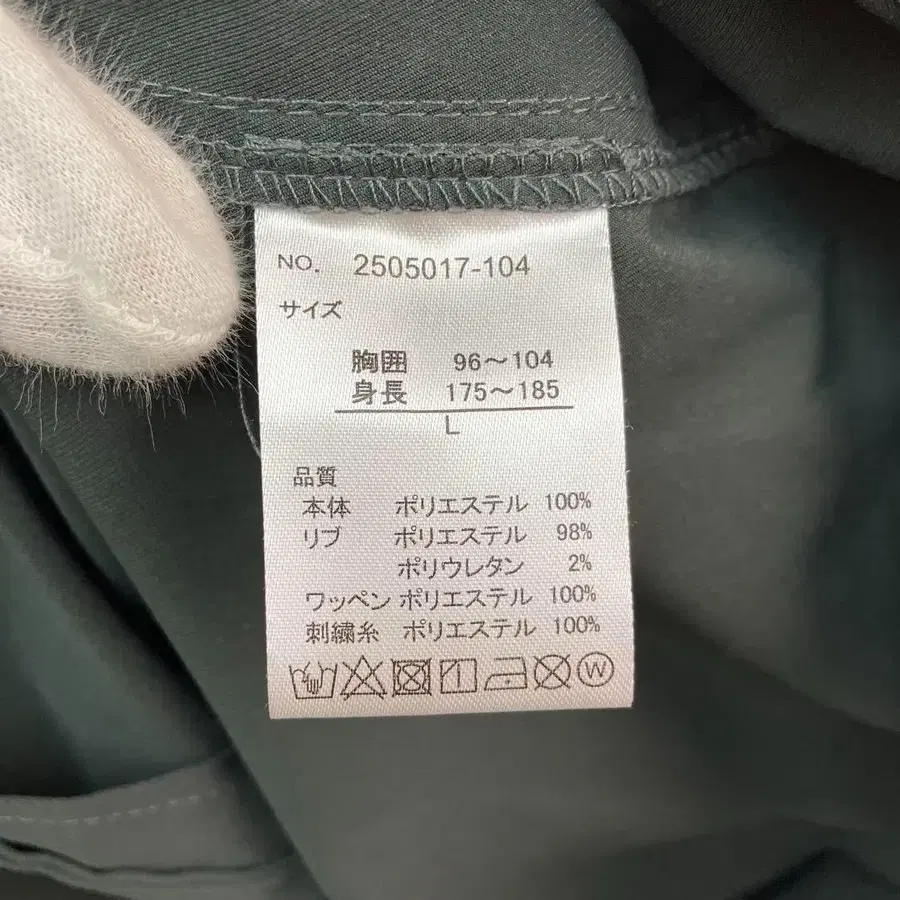 NO. 2505017-104
サイズ
胸囲 96～104
身長 175～185
L
品質
本体 ポリエステル 100%
リブ ポリエステル 98%
ポリウレタン 2%
ワッペン ポリエステル 100%
刺繍糸 ポリエステル 100%
W